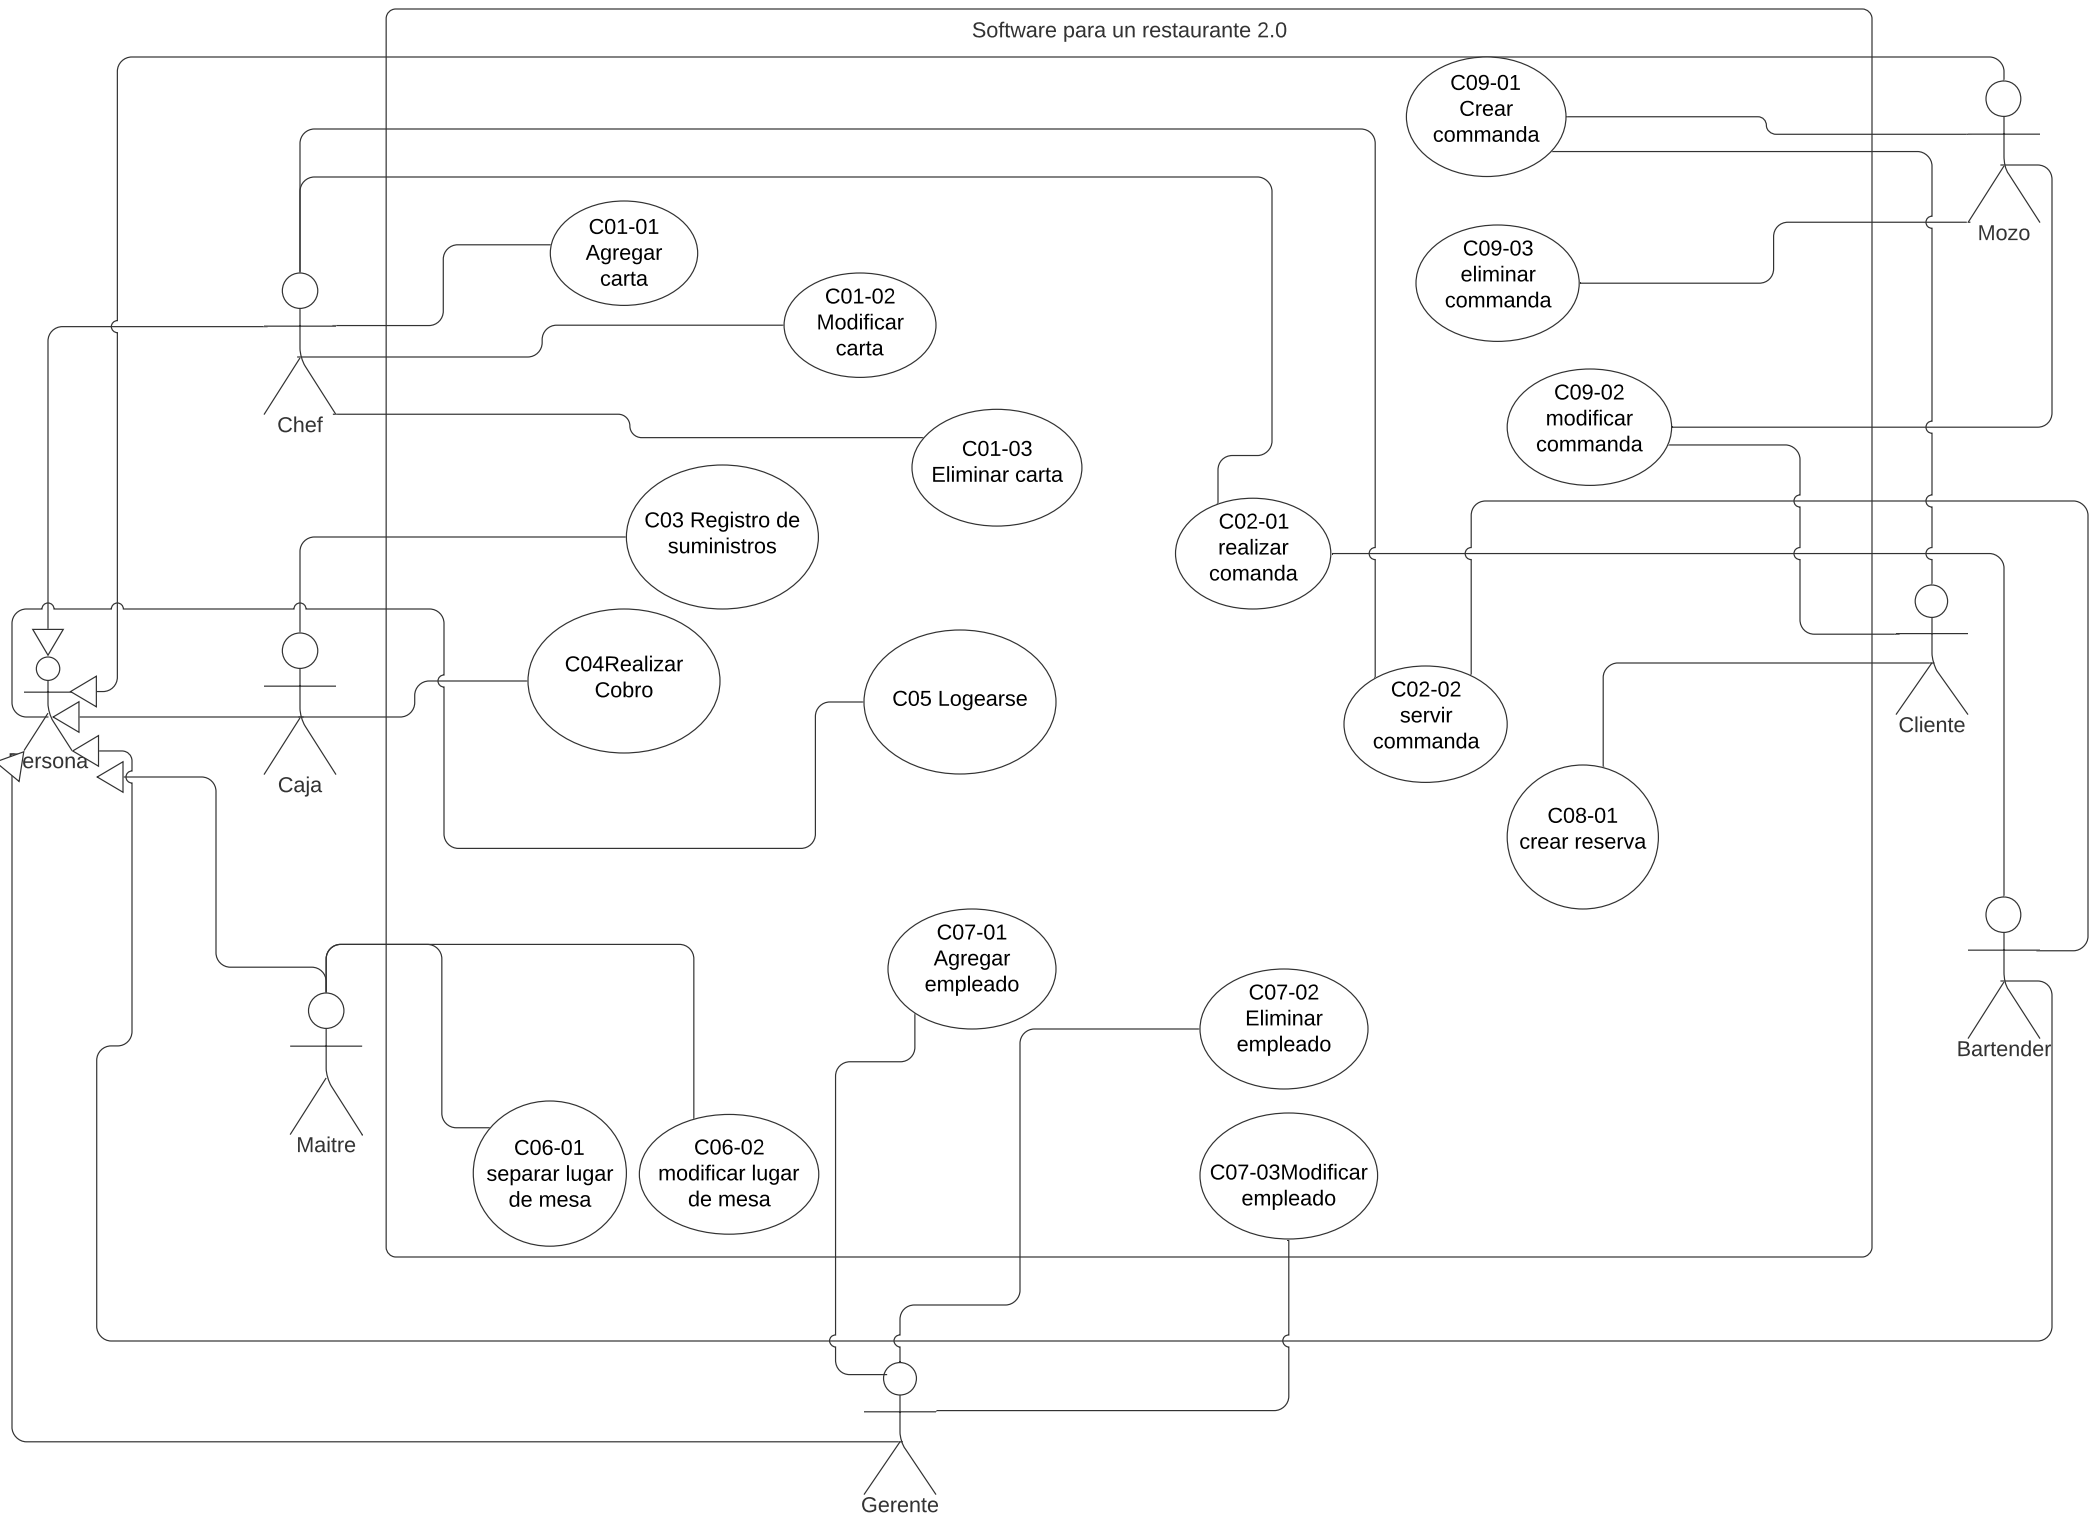 Software para un restaurante 2.0
C09-01
Crear
commanda
C01-01
Agregar
carta
Mozo
C09-03
eliminar
commanda
C01-02
Modificar
carta
Chef
C09-02
modificar
commanda
C01-03
Eliminar carta
C03 Registro de
suministros
C02-01
realizar
comanda
C04Realizar
Cobro
C05 Logearse
C02-02
servir
commanda
Cliente
Persona
Caja
C08-01
crear reserva
C07-01
Agregar
empleado
C07-02
Eliminar
empleado
Bartender
Maitre
C06-01
separar lugar
de mesa
C06-02
modificar lugar
de mesa
C07-03Modificar
empleado
Gerente